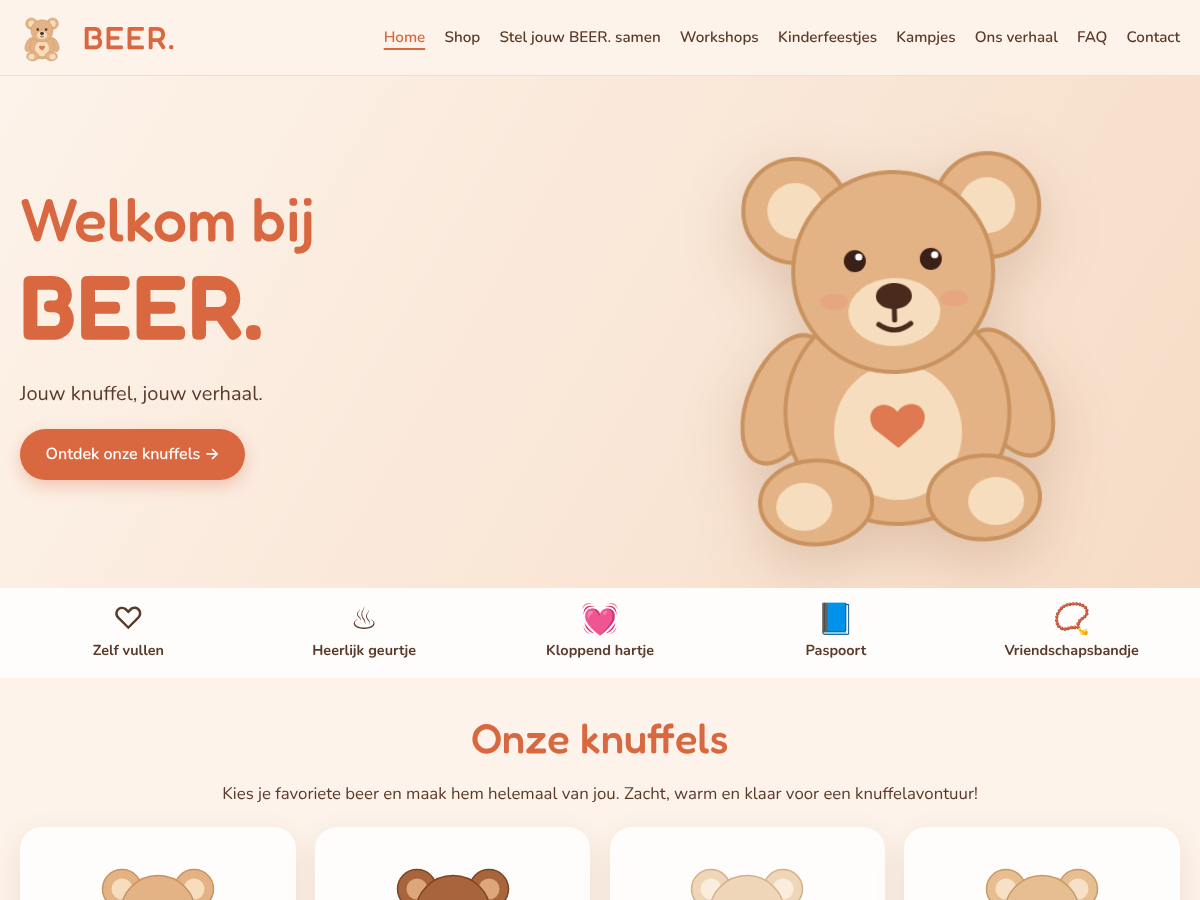 BEER.
Home
Shop
Stel jouw BEER. samen
Workshops
Kinderfeestjes
Kampjes
Ons verhaal
FAQ
Contact
Welkom bij
BEER.
Jouw knuffel, jouw verhaal.
Ontdek onze knuffels →
Zelf vullen
Heerlijk geurtje
Kloppend hartje
Paspoort
Vriendschapsbandje
Onze knuffels
Kies je favoriete beer en maak hem helemaal van jou. Zacht, warm en klaar voor een knuffelavontuur!